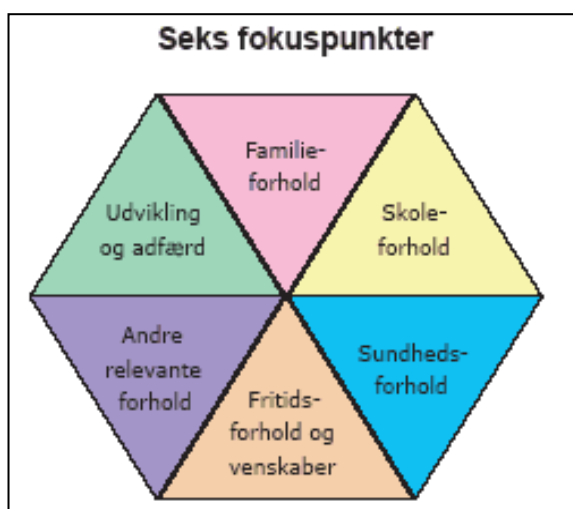 Seks fokuspunkter
Familie-
forhold
Skole-
forhold
Sundheds-
forhold
Fritids-
forhold og
venskaber
Andre
relevante
forhold
Udvikling
og adfærd